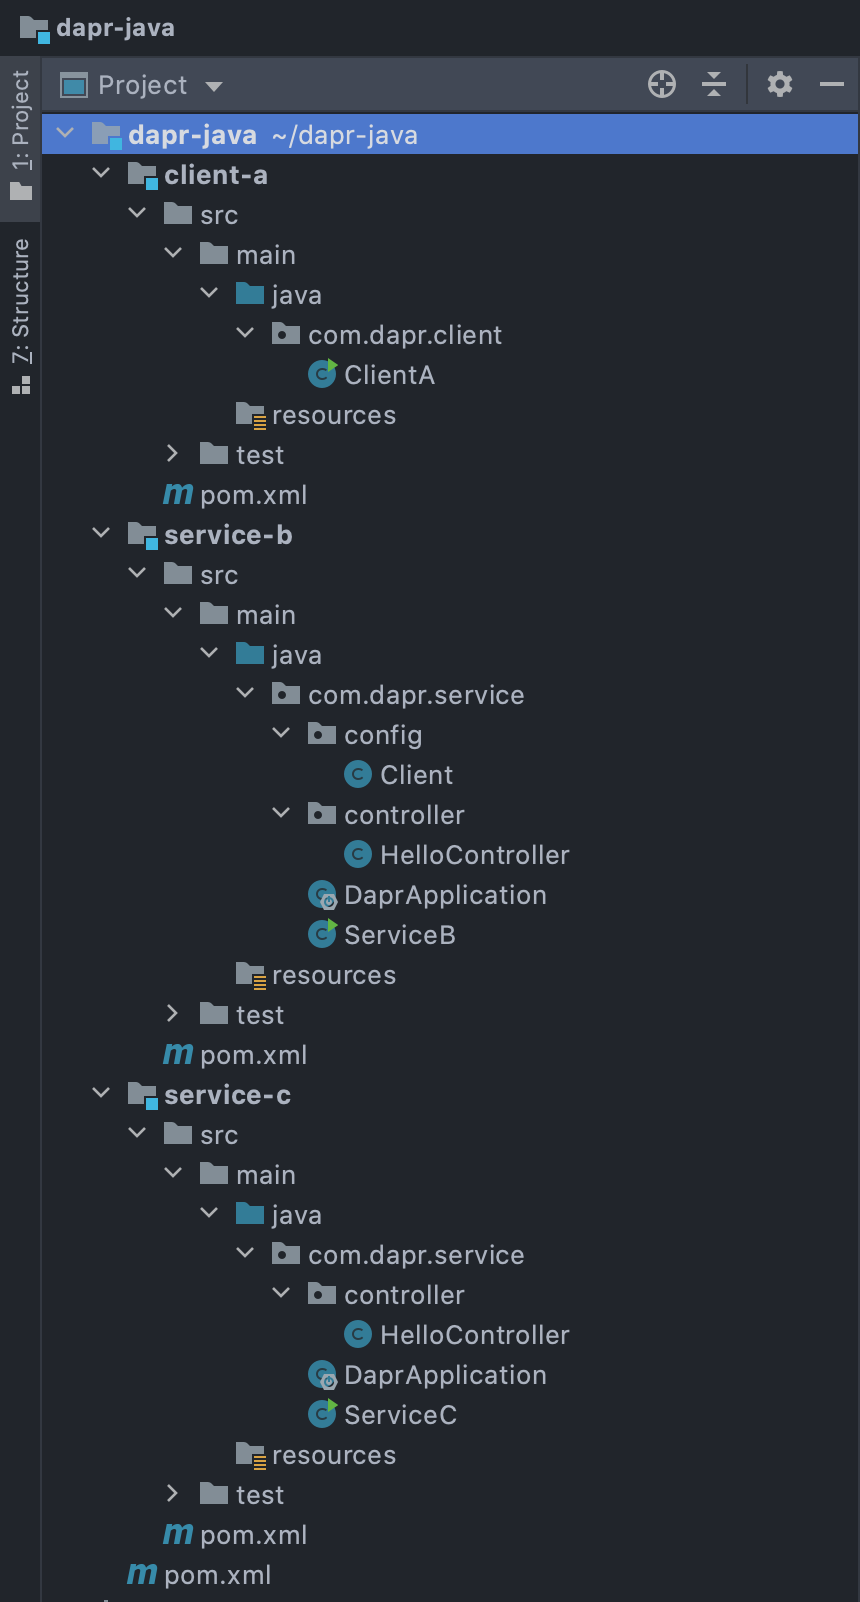 dapr-java
1: Project
7: Structure
Project
dapr-java ~/dapr-java
client-a
src
main
java
com.dapr.client
ClientA
resources
test
pom.xml
service-b
src
main
java
com.dapr.service
config
Client
controller
HelloController
DaprApplication
ServiceB
resources
test
pom.xml
service-c
src
main
java
com.dapr.service
controller
HelloController
DaprApplication
ServiceC
resources
test
pom.xml
pom.xml